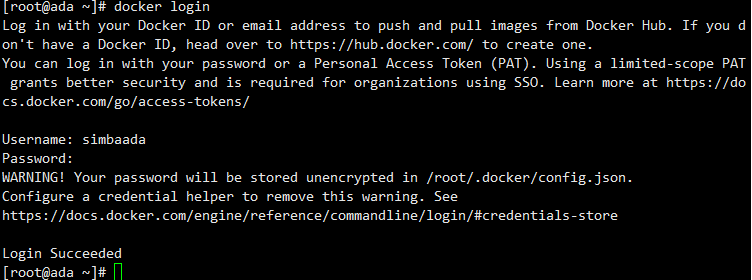 [root@ada ~]# docker login
Log in with your Docker ID or email address to push and pull images from Docker Hub. If you d
on't have a Docker ID, head over to https://hub.docker.com/ to create one.
You can log in with your password or a Personal Access Token (PAT). Using a limited-scope PAT
 grants better security and is required for organizations using SSO. Learn more at https://do
cs.docker.com/go/access-tokens/

Username: simbaada
Password:
WARNING! Your password will be stored unencrypted in /root/.docker/config.json.
Configure a credential helper to remove this warning. See
https://docs.docker.com/engine/reference/commandline/login/#credentials-store

Login Succeeded
[root@ada ~]#